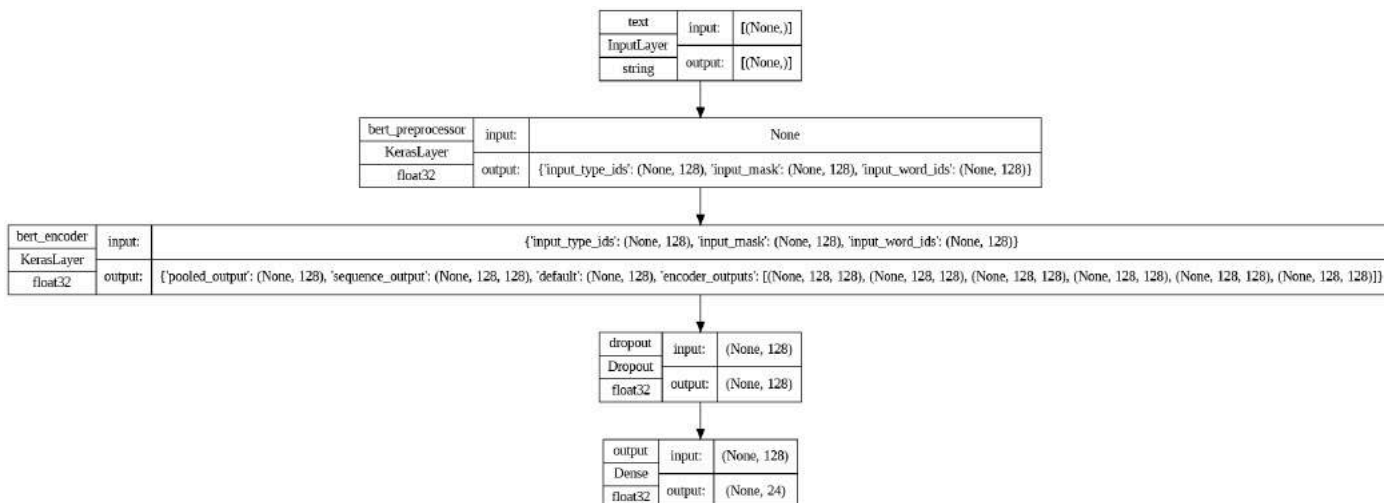 text input: [(None,)]
InputLayer
string output: [(None,)]
bert_preprocessor input: None
KerasLayer
float32 output: {'input_type_ids': (None, 128), 'input_mask': (None, 128), 'input_word_ids': (None, 128)}
bert_encoder input: {'input_type_ids': (None, 128), 'input_mask': (None, 128), 'input_word_ids': (None, 128)}
KerasLayer
float32 output: {'pooled_output': (None, 128), 'sequence_output': (None, 128, 128), 'default': (None, 128), 'encoder_outputs': [(None, 128, 128), (None, 128, 128), (None, 128, 128), (None, 128, 128), (None, 128, 128), (None, 128, 128)]}
dropout input: (None, 128)
Dropout
float32 output: (None, 128)
output input: (None, 128)
Dense
float32 output: (None, 24)